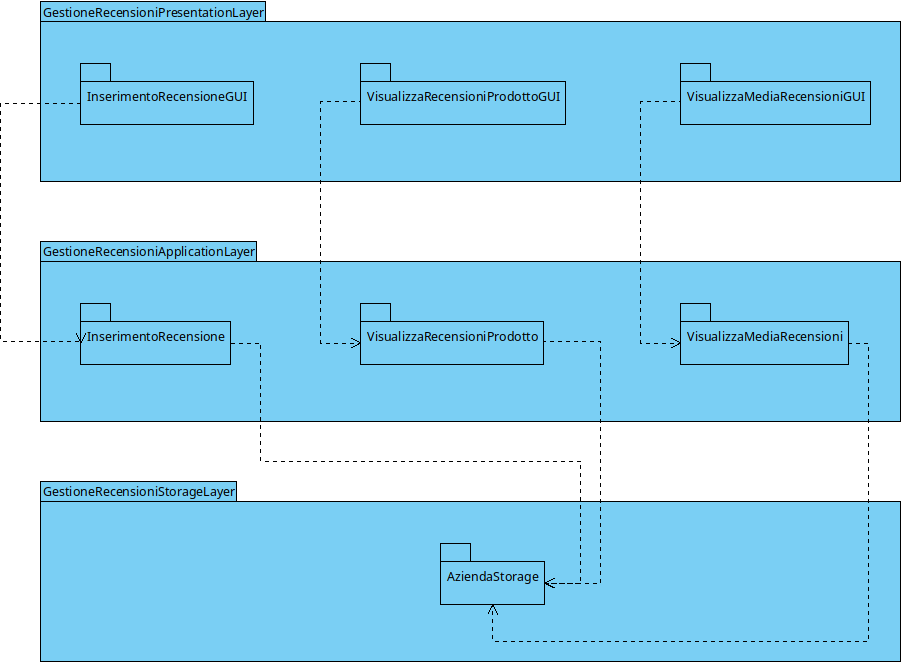 GestioneRecensioniPresentationLayer
InserimentoRecensioneGUI
VisualizzaRecensioniProdottoGUI
VisualizzaMediaRecensioniGUI
GestioneRecensioniApplicationLayer
InserimentoRecensione
VisualizzaRecensioniProdotto
VisualizzaMediaRecensioni
GestioneRecensioniStorageLayer
AziendaStorage